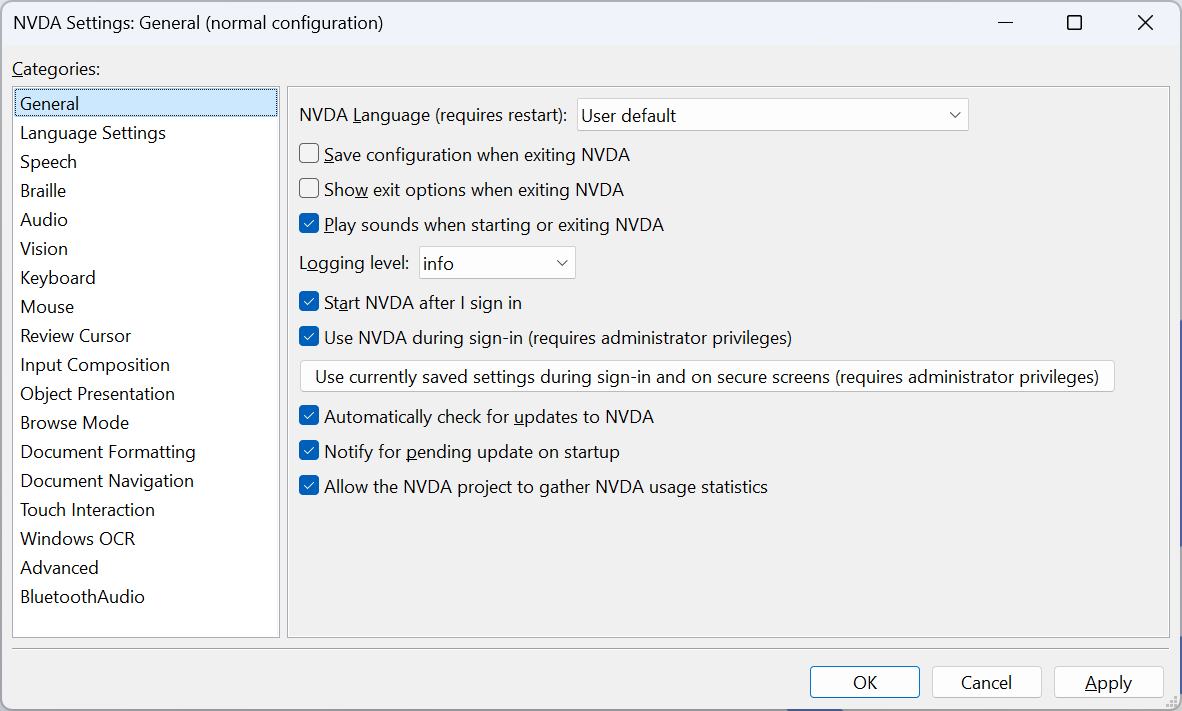 NVDA Settings: General (normal configuration)
Categories:
General
Language Settings
Speech
Braille
Audio
Vision
Keyboard
Mouse
Review Cursor
Input Composition
Object Presentation
Browse Mode
Document Formatting
Document Navigation
Touch Interaction
Windows OCR
Advanced
BluetoothAudio
NVDA Language (requires restart): User default
Save configuration when exiting NVDA
Show exit options when exiting NVDA
Play sounds when starting or exiting NVDA
Logging level: info
Start NVDA after I sign in
Use NVDA during sign-in (requires administrator privileges)
Use currently saved settings during sign-in and on secure screens (requires administrator privileges)
Automatically check for updates to NVDA
Notify for pending update on startup
Allow the NVDA project to gather NVDA usage statistics
OK Cancel Apply